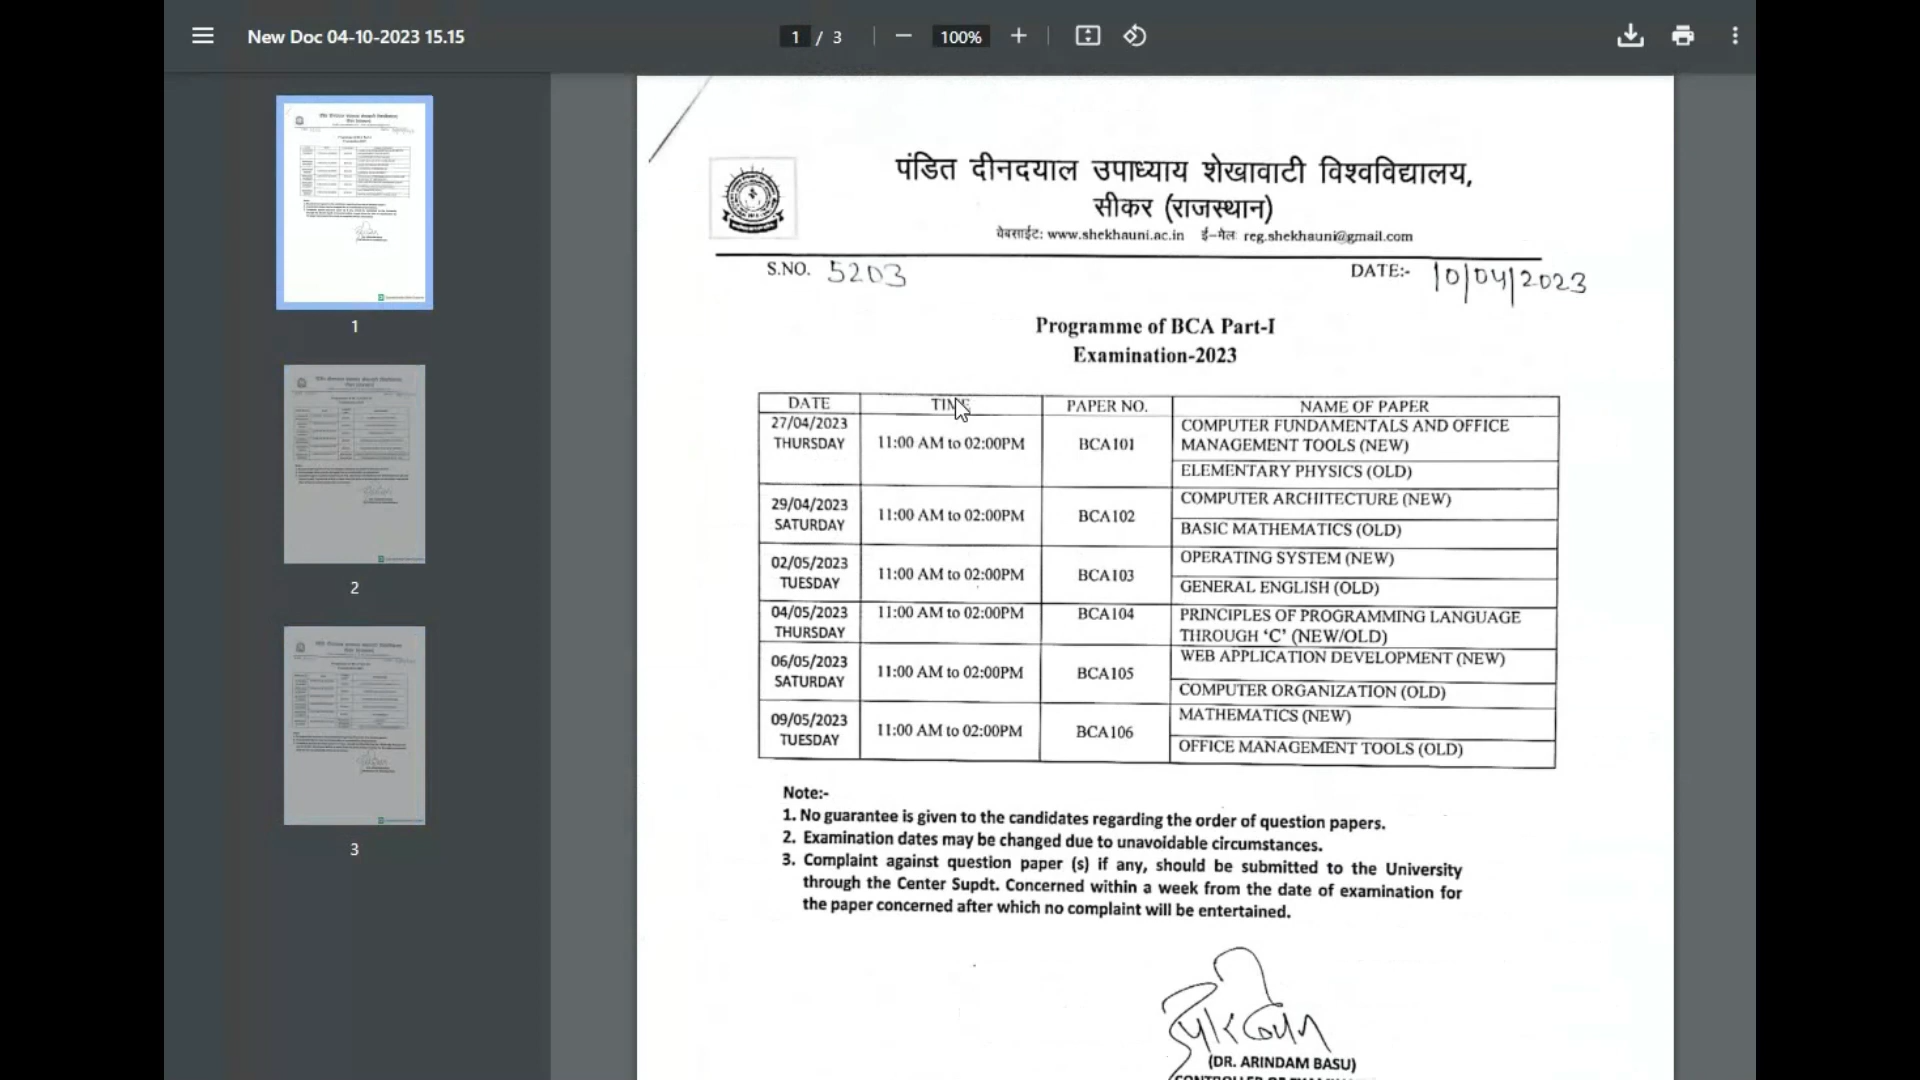 New Doc 04-10-2023 15.15
1 / 3
100%
1
2
3
पंडित दीनदयाल उपाध्याय शेखावाटी विश्वविद्यालय,
सीकर (राजस्थान)
वेबसाईट: www.shekhauni.ac.in ई-मेल: reg.shekhauni@gmail.com
S.NO. 5203 DATE:- 10/04/2023
Programme of BCA Part-I
Examination-2023
DATE TIME PAPER NO. NAME OF PAPER
27/04/2023
THURSDAY 11:00 AM to 02:00PM BCA101 COMPUTER FUNDAMENTALS AND OFFICE
MANAGEMENT TOOLS (NEW)
ELEMENTARY PHYSICS (OLD)
29/04/2023
SATURDAY 11:00 AM to 02:00PM BCA102 COMPUTER ARCHITECTURE (NEW)
BASIC MATHEMATICS (OLD)
02/05/2023
TUESDAY 11:00 AM to 02:00PM BCA103 OPERATING SYSTEM (NEW)
GENERAL ENGLISH (OLD)
04/05/2023
THURSDAY 11:00 AM to 02:00PM BCA104 PRINCIPLES OF PROGRAMMING LANGUAGE
THROUGH ‘C’ (NEW/OLD)
06/05/2023
SATURDAY 11:00 AM to 02:00PM BCA105 WEB APPLICATION DEVELOPMENT (NEW)
COMPUTER ORGANIZATION (OLD)
09/05/2023
TUESDAY 11:00 AM to 02:00PM BCA106 MATHEMATICS (NEW)
OFFICE MANAGEMENT TOOLS (OLD)
Note:-
1. No guarantee is given to the candidates regarding the order of question papers.
2. Examination dates may be changed due to unavoidable circumstances.
3. Complaint against question paper (s) if any, should be submitted to the University
through the Center Supdt. Concerned within a week from the date of examination for
the paper concerned after which no complaint will be entertained.
(DR. ARINDAM BASU)